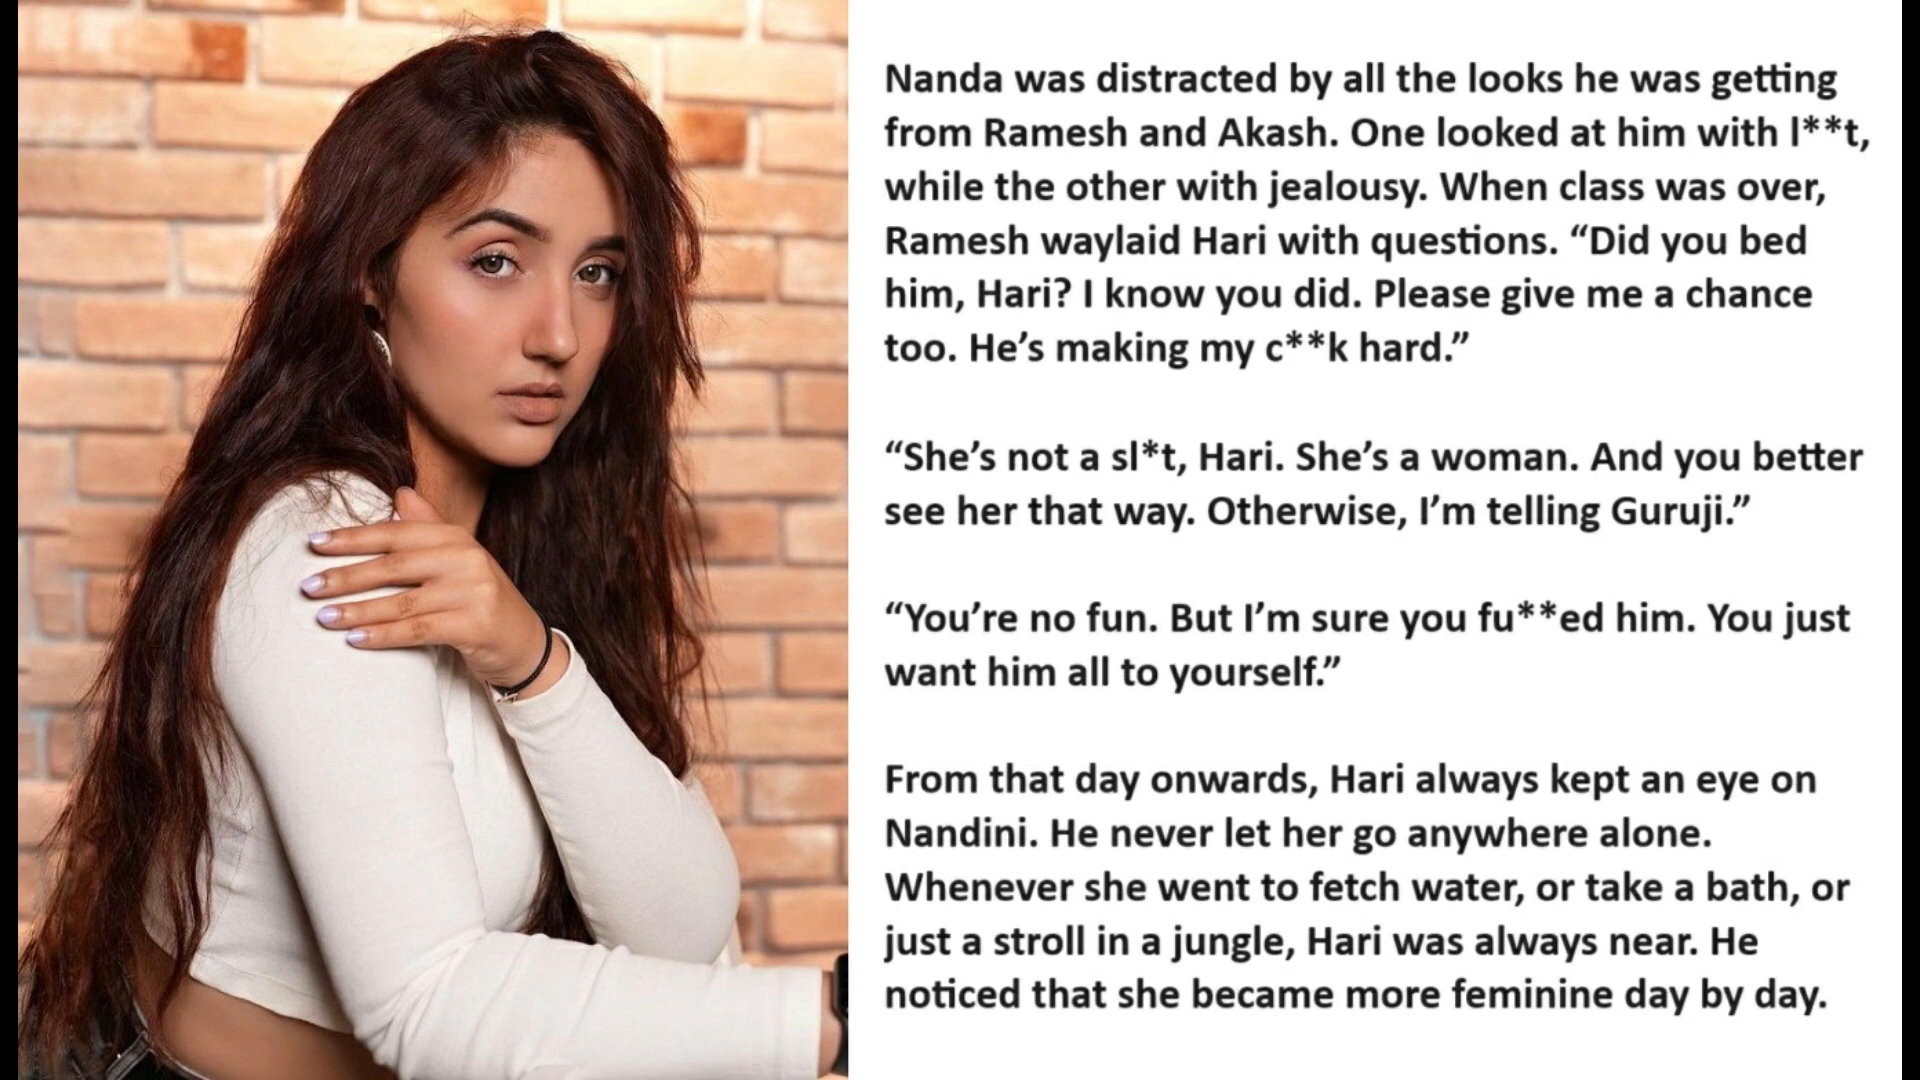 Nanda was distracted by all the looks he was getting
from Ramesh and Akash. One looked at him with l**t,
while the other with jealousy. When class was over,
Ramesh waylaid Hari with questions. “Did you bed
him, Hari? I know you did. Please give me a chance
too. He’s making my c**k hard.”
“She’s not a sl*t, Hari. She’s a woman. And you better
see her that way. Otherwise, I’m telling Guruji.”
“You’re no fun. But I’m sure you fu**ed him. You just
want him all to yourself.”
From that day onwards, Hari always kept an eye on
Nandini. He never let her go anywhere alone.
Whenever she went to fetch water, or take a bath, or
just a stroll in a jungle, Hari was always near. He
noticed that she became more feminine day by day.